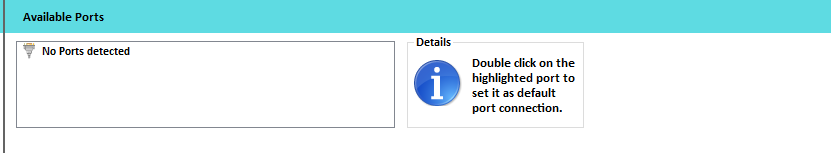 Available Ports
No Ports detected
Details
Double click on the
highlighted port to
set it as default
port connection.